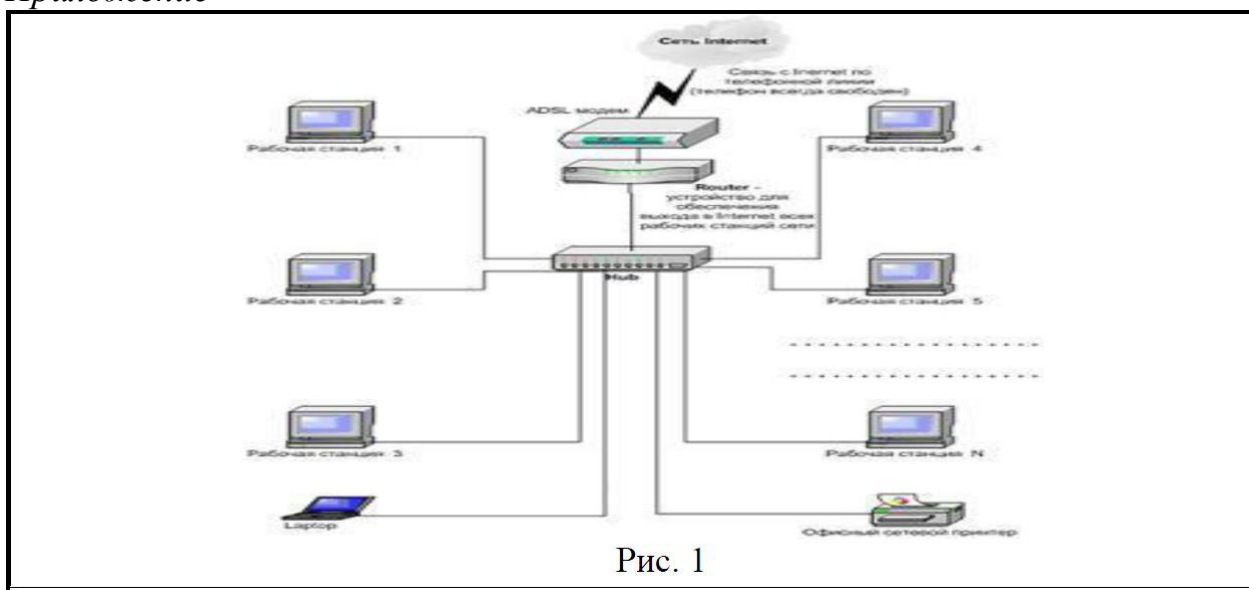 Приложение
Сеть Internet
Связь с Internet по
телефонной линии
(телефон всегда свободен)
ADSL модем
Рабочая станция 1
Рабочая станция 4
Router -
устройство для
обеспечения
выхода в Internet всех
рабочих станций сети
Hub
Рабочая станция 2
Рабочая станция 5
Рабочая станция 3
Рабочая станция N
Laptop
Офисный сетевой принтер
Рис. 1